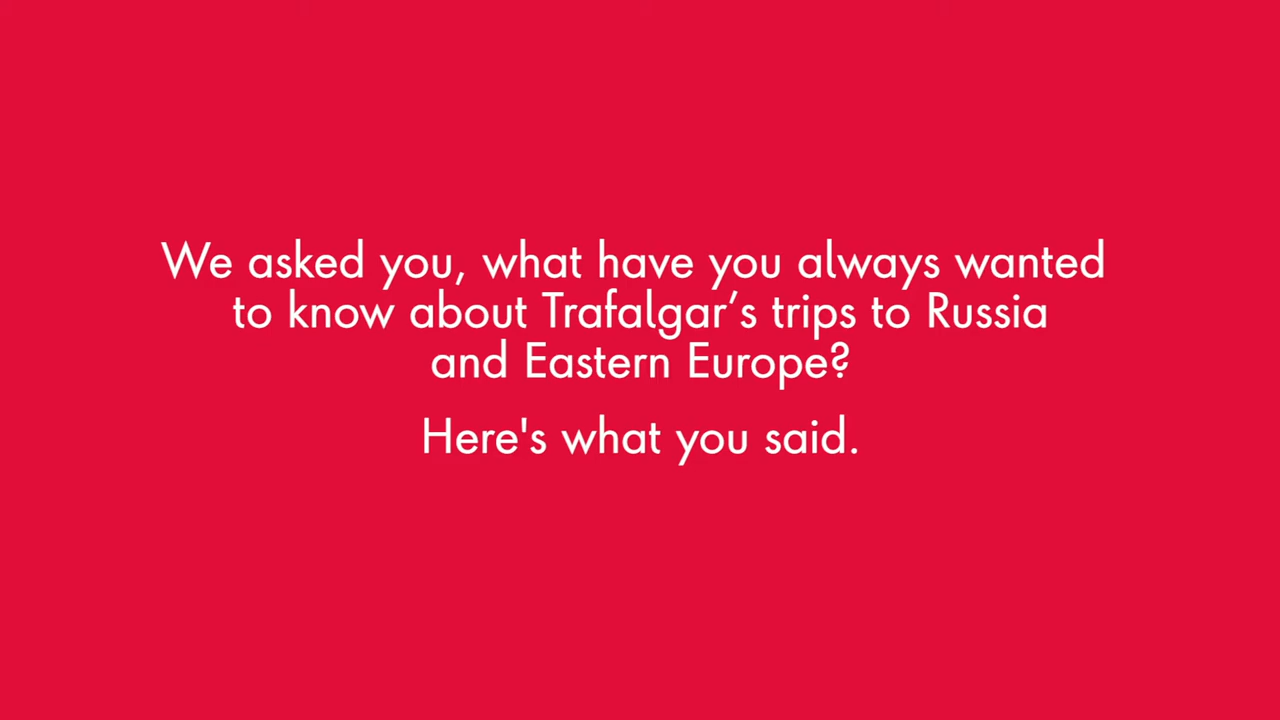 We asked you, what have you always wanted
to know about Trafalgar’s trips to Russia
and Eastern Europe?
Here's what you said.